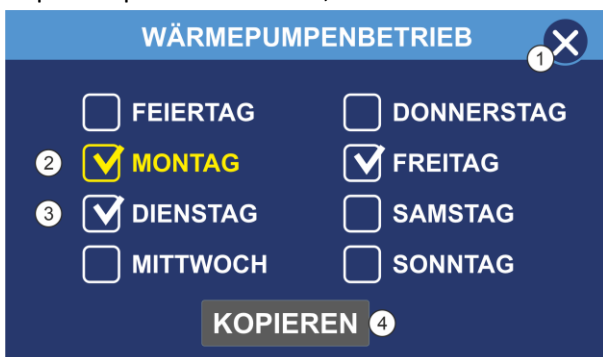 WÄRMEPUMPENBETRIEB
1
FEIERTAG DONNERSTAG
2 MONTAG FREITAG
3 DIENSTAG SAMSTAG
MITTWOCH SONNTAG
KOPIEREN 4